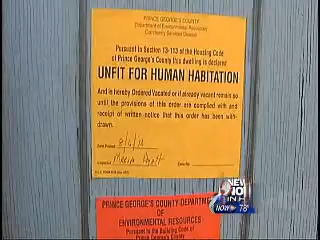 PRINCE GEORGE'S COUNTY
Department of Environmental Resources
Community Services Division
Pursuant to Section 13-113 of the Housing Code
of Prince George's County this dwelling is declared
UNFIT FOR HUMAN HABITATION
And is hereby Ordered Vacated or if already vacant remain so
until the provisions of this order are complied with and
receipt of written notice that this order has been with-
drawn.
Date Posted
Inspector
Case No.
PRINCE GEORGE'S COUNTY-DEPARTMENT
OF
ENVIRONMENTAL RESOURCES
Pursuant to the Building Code of
Prince George's County
NEWS
NOW 78°